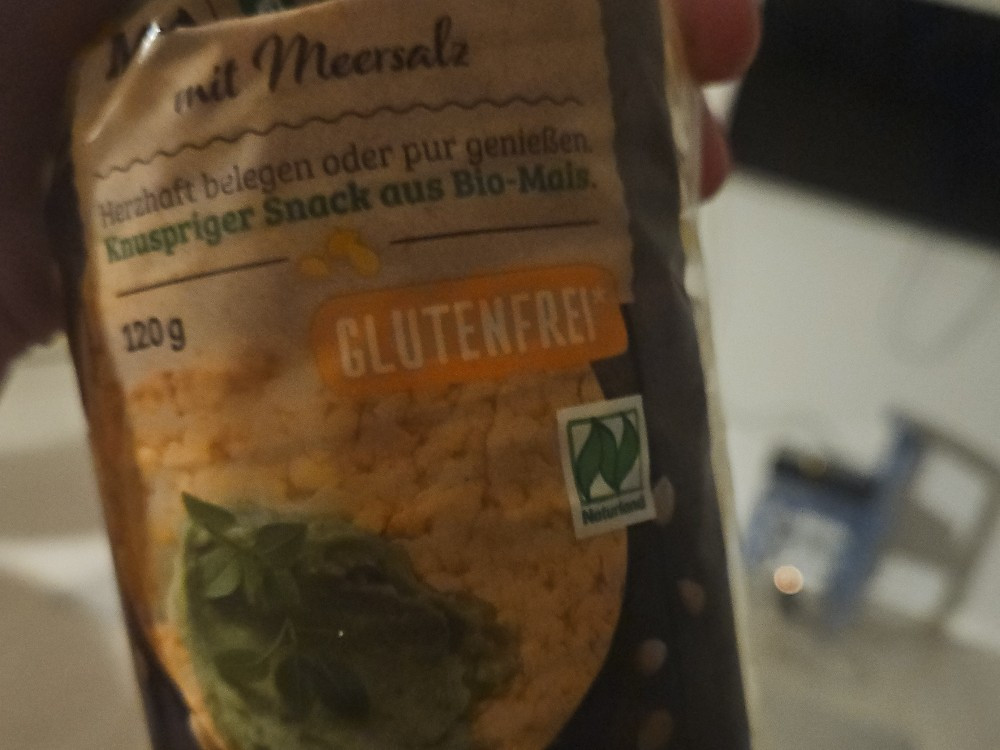 mit Meersalz
Herzhaft belegen oder pur genießen.
Knuspriger Snack aus Bio-Mais.
120 g
GLUTENFREI*
Naturland